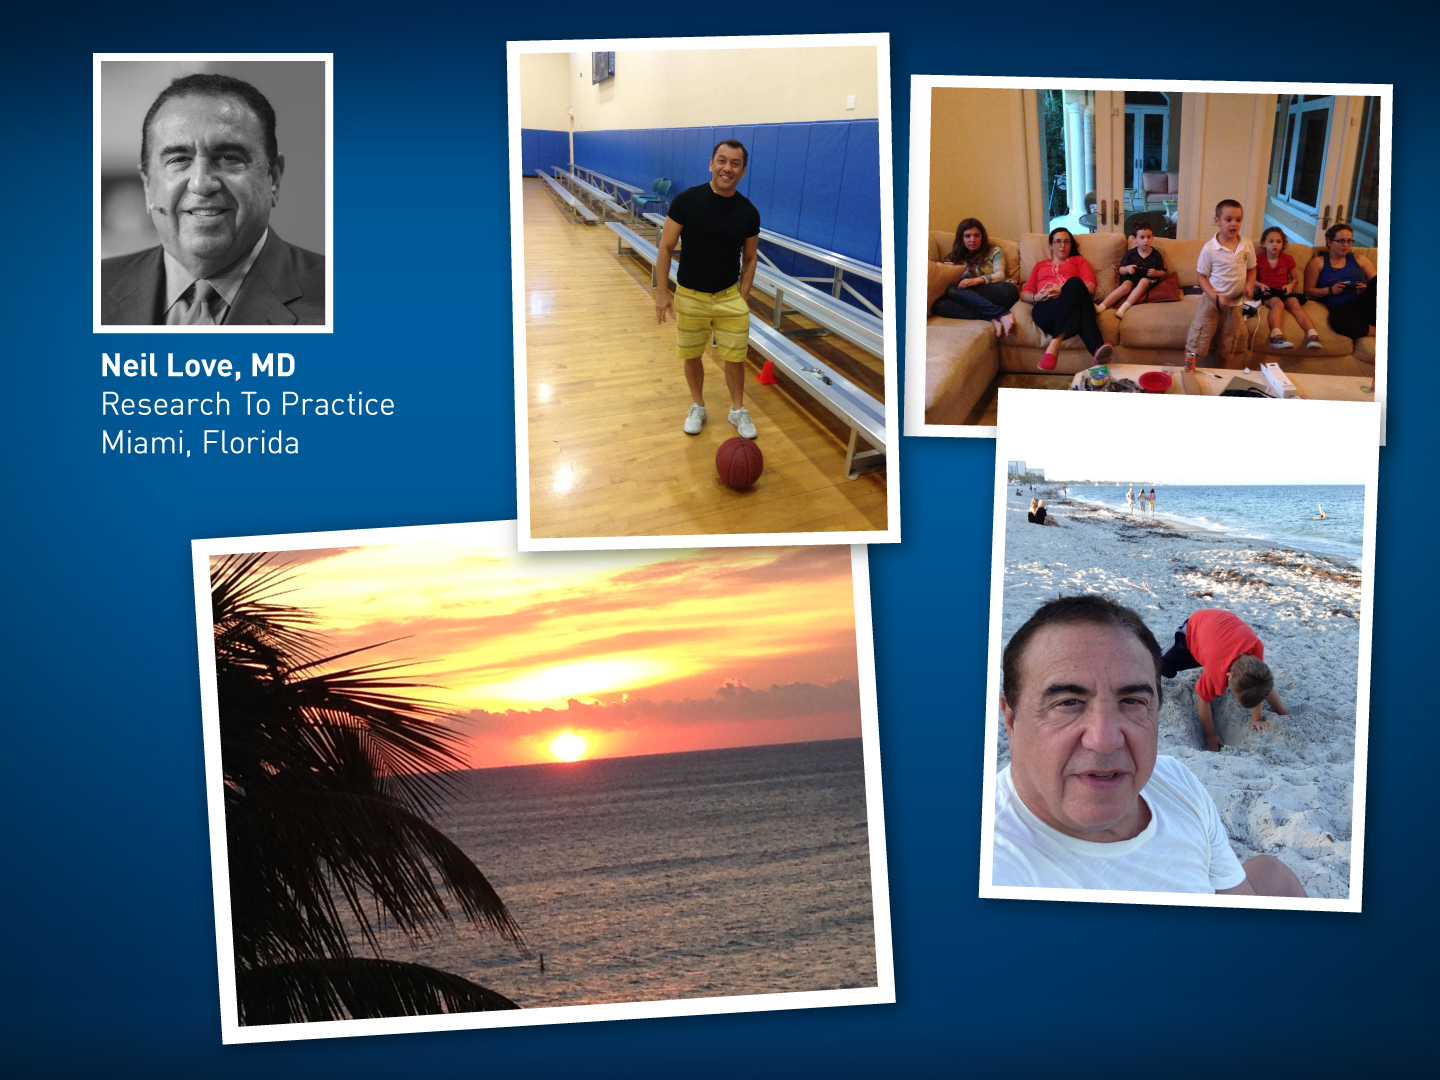 Neil Love, MD
Research To Practice
Miami, Florida